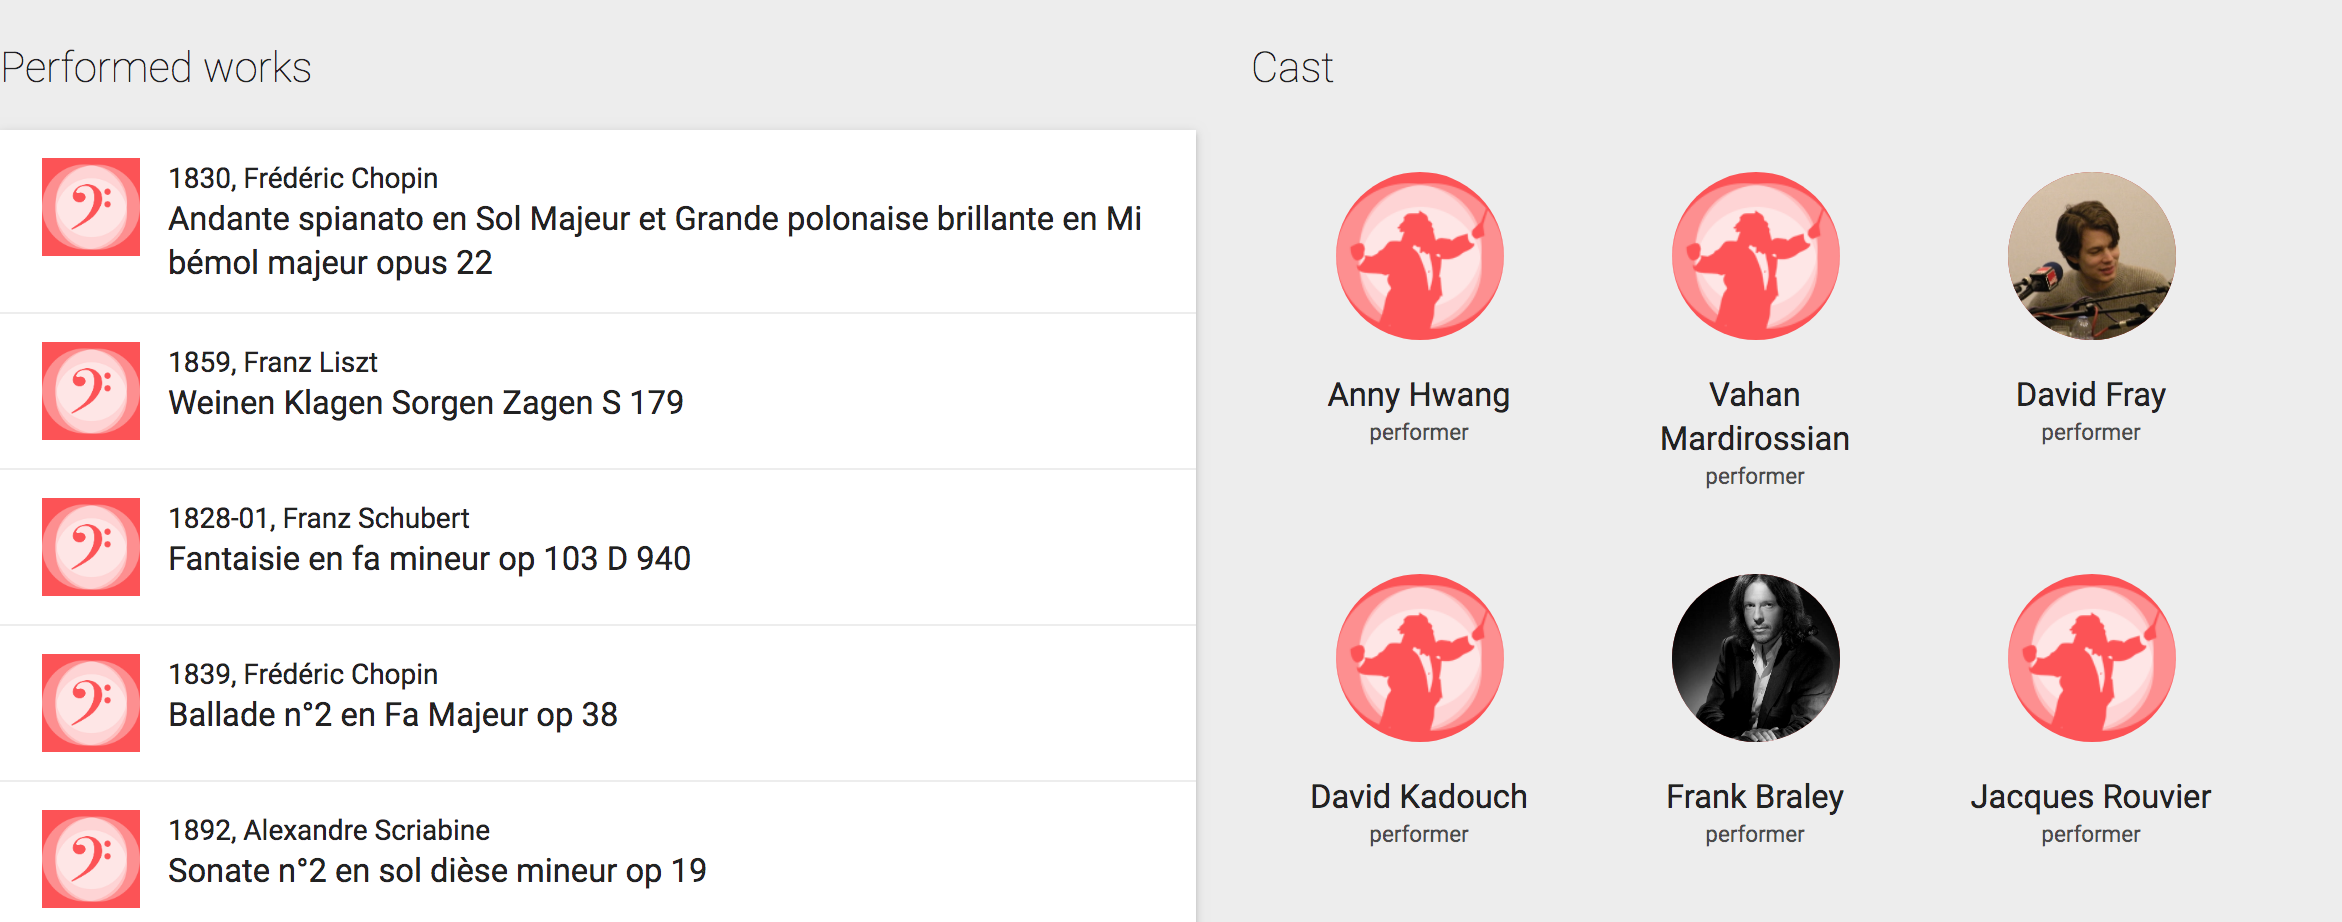 Performed works
1830, Frédéric Chopin
Andante spianato en Sol Majeur et Grande polonaise brillante en Mi
bémol majeur opus 22
1859, Franz Liszt
Weinen Klagen Sorgen Zagen S 179
1828-01, Franz Schubert
Fantaisie en fa mineur op 103 D 940
1839, Frédéric Chopin
Ballade n°2 en Fa Majeur op 38
1892, Alexandre Scriabine
Sonate n°2 en sol dièse mineur op 19
Cast
Anny Hwang
performer
Vahan
Mardirossian
performer
David Fray
performer
David Kadouch
performer
Frank Braley
performer
Jacques Rouvier
performer